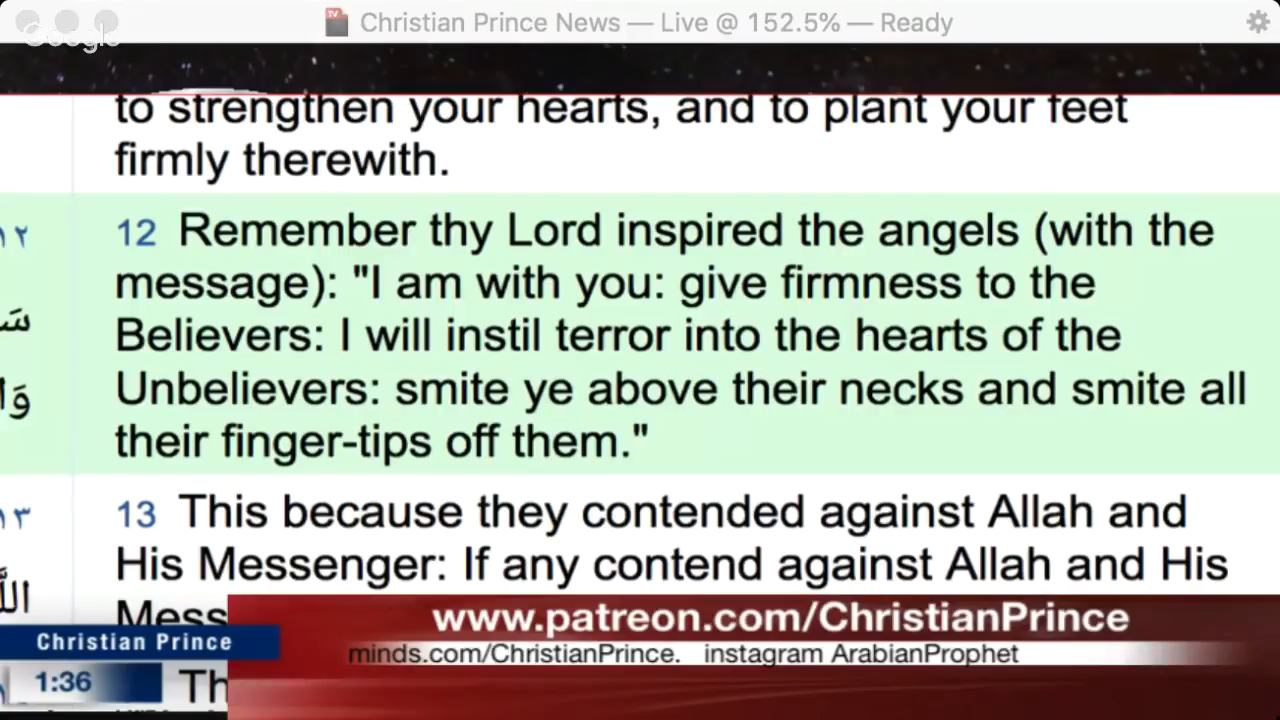 Christian Prince News — Live @ 152.5% — Ready
Google
to strengthen your hearts, and to plant your feet
firmly therewith.
١٢
12 Remember thy Lord inspired the angels (with the
message): "I am with you: give firmness to the
Believers: I will instil terror into the hearts of the
Unbelievers: smite ye above their necks and smite all
their finger-tips off them."
١٣
13 This because they contended against Allah and
His Messenger: If any contend against Allah and His
www.patreon.com/ChristianPrince
Christian Prince
minds.com/ChristianPrince. instagram ArabianProphet
1:36